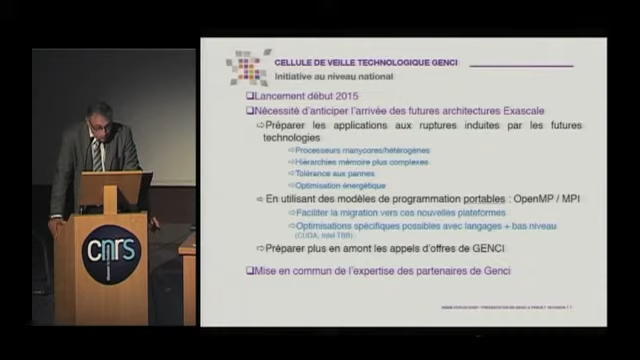 CELLULE DE VEILLE TECHNOLOGIQUE GENCI
Initiative au niveau national
❑Lancement début 2015
❑Nécessité d'anticiper l'arrivée des futures architectures Exascale
⇨Préparer les applications aux ruptures induites par les futures
technologies
⇨Processeurs manycores/hétérogènes
⇨Hiérarchies mémoire plus complexes
⇨Tolérance aux pannes
⇨Optimisation énergétique
⇨En utilisant des modèles de programmation portables : OpenMP / MPI
⇨Faciliter la migration vers ces nouvelles plateformes
⇨Optimisations spécifiques possibles avec langages + bas niveau
(CUDA, Intel TBB)
⇨Préparer plus en amont les appels d'offres de GENCI
❑Mise en commun de l'expertise des partenaires de Genci
cnrs